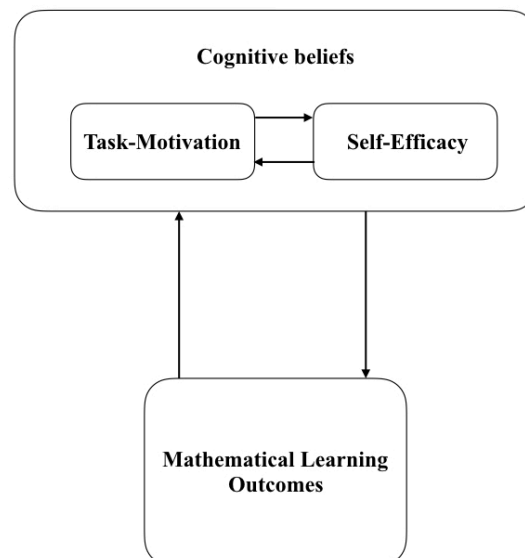 Cognitive beliefs
Task-Motivation
Self-Efficacy
Mathematical Learning
Outcomes